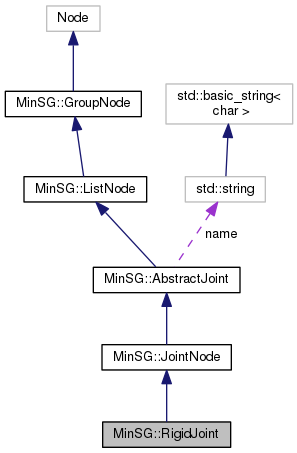 Node
MinSG::GroupNode
std::basic_string<
char >
MinSG::ListNode
std::string
name
MinSG::AbstractJoint
MinSG::JointNode
MinSG::RigidJoint